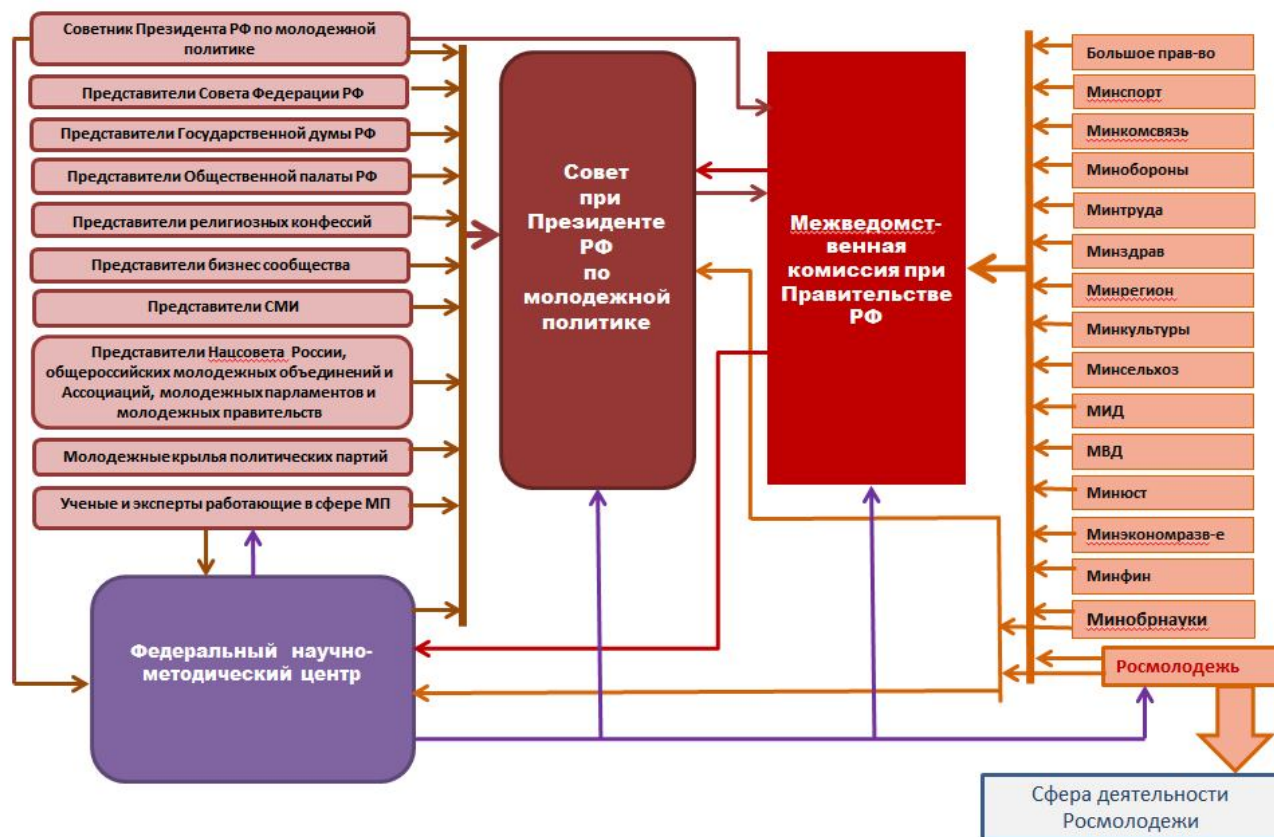 Советник Президента РФ по молодежной
политике
Представители Совета Федерации РФ
Представители Государственной думы РФ
Представители Общественной палаты РФ
Представители религиозных конфессий
Представители бизнес сообщества
Представители СМИ
Представители Нацсовета России,
общероссийских молодежных объединений и
Ассоциаций, молодежных парламентов и
молодежных правительств
Молодежные крылья политических партий
Ученые и эксперты работающие в сфере МП
Федеральный научно-
методический центр
Совет
при
Президенте
РФ
по
молодежной
политике
Межведомст-
венная
комиссия при
Правительстве
РФ
Большое прав-во
Минспорт
Минкомсвязь
Минобороны
Минтруда
Минздрав
Минрегион
Минкультуры
Минсельхоз
МИД
МВД
Минюст
Минэкономразв-е
Минфин
Минобрнауки
Росмолодежь
Сфера деятельности
Росмолодежи